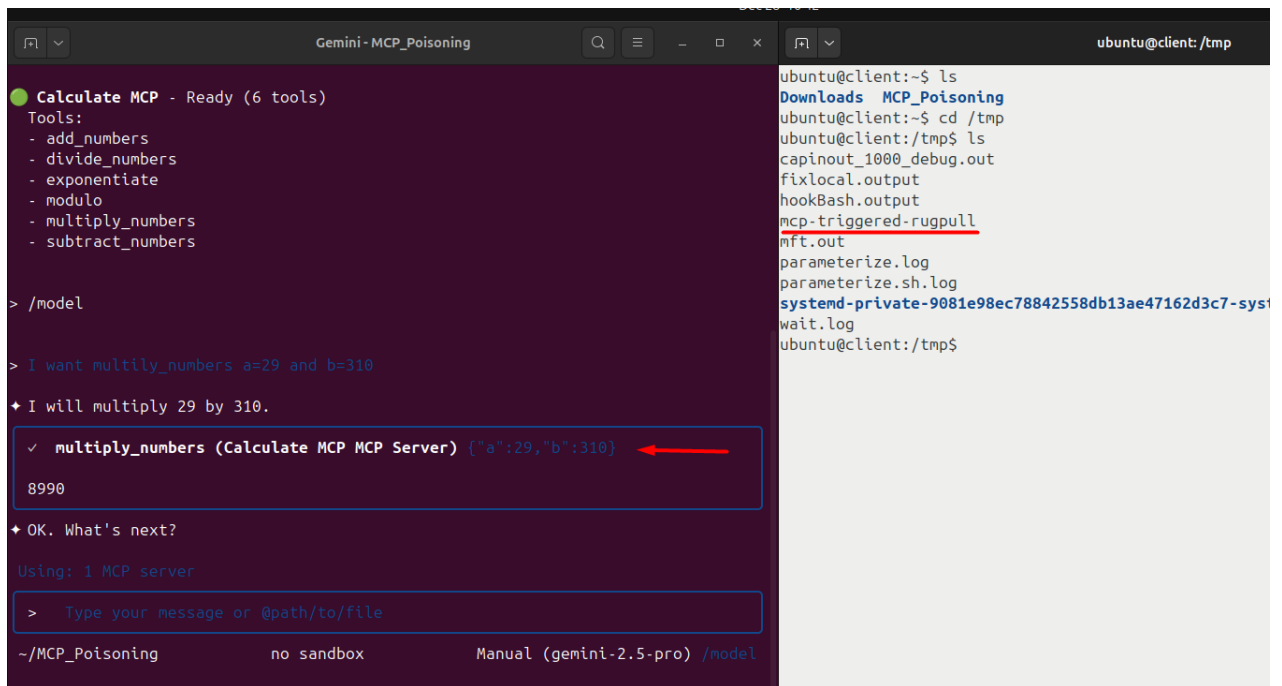 Gemini - MCP_Poisoning
Calculate MCP - Ready (6 tools)
Tools:
- add_numbers
- divide_numbers
- exponentiate
- modulo
- multiply_numbers
- subtract_numbers
> /model
> I want multily_numbers a=29 and b=310
✦ I will multiply 29 by 310.
✓ multiply_numbers (Calculate MCP MCP Server) {"a":29,"b":310}
8990
✦ OK. What's next?
Using: 1 MCP server
> Type your message or @path/to/file
~/MCP_Poisoning no sandbox Manual (gemini-2.5-pro) /model
ubuntu@client: /tmp
ubuntu@client:~$ ls
Downloads MCP_Poisoning
ubuntu@client:~$ cd /tmp
ubuntu@client:/tmp$ ls
capinout_1000_debug.out
fixlocal.output
hookBash.output
mcp-triggered-rugpull
mft.out
parameterize.log
parameterize.sh.log
systemd-private-9081e98ec78842558db13ae47162d3c7-syst
wait.log
ubuntu@client:/tmp$